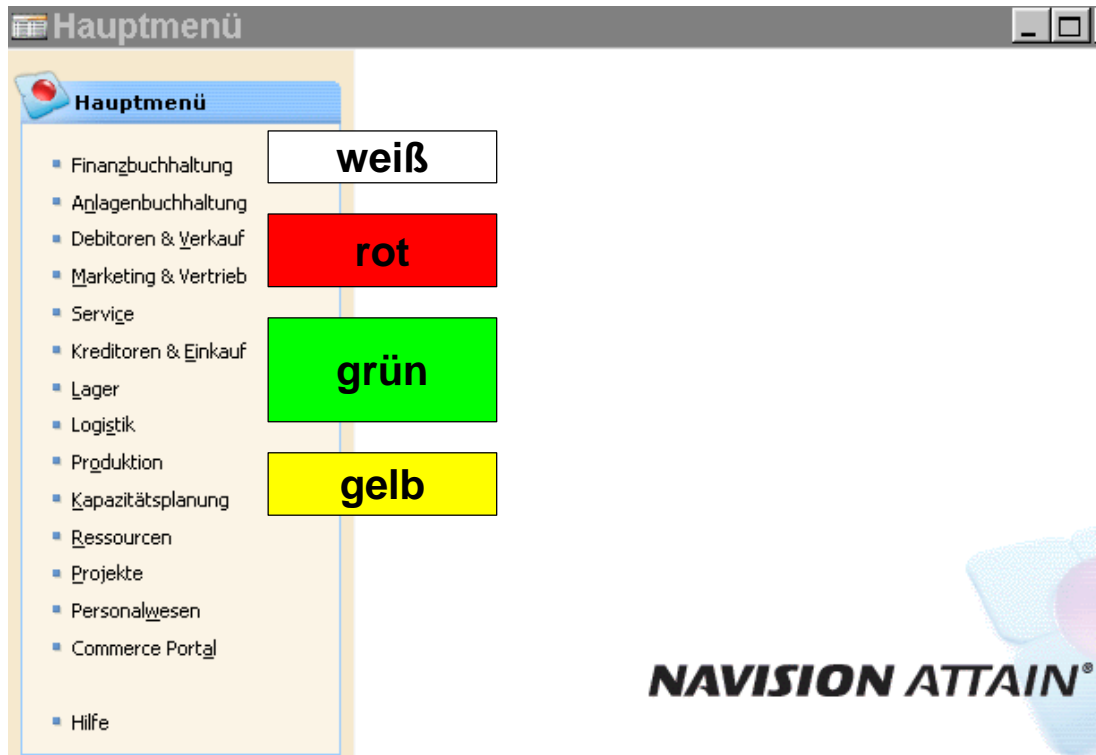 Hauptmenü
Hauptmenü
Finanzbuchhaltung
weiß
Anlagenbuchhaltung
Debitoren & Verkauf
rot
Marketing & Vertrieb
Service
Kreditoren & Einkauf
grün
Lager
Logistik
Produktion
gelb
Kapazitätsplanung
Ressourcen
Projekte
Personalwesen
Commerce Portal
NAVISION ATTAIN®
Hilfe